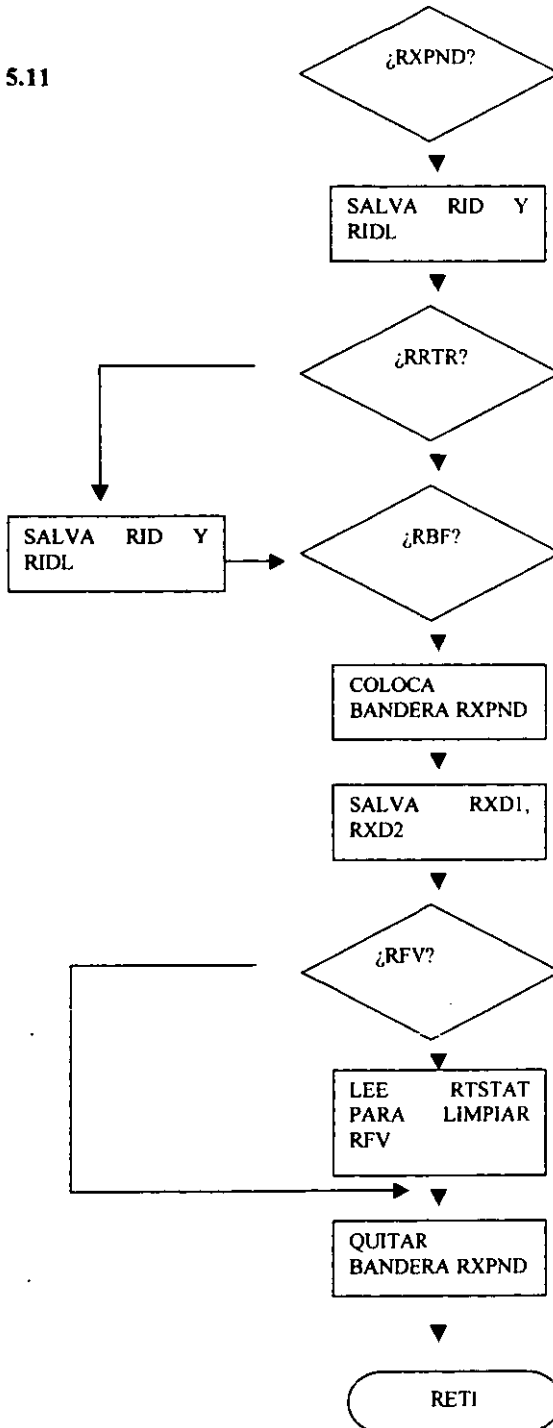 5.11
¿RXPND?
SALVA RID Y
RIDL
¿RRTR?
SALVA RID Y
RIDL
¿RBF?
COLOCA
BANDERA RXPND
SALVA RXD1,
RXD2
¿RFV?
LEE RTSTAT
PARA LIMPIAR
RFV
QUITAR
BANDERA RXPND
RETI